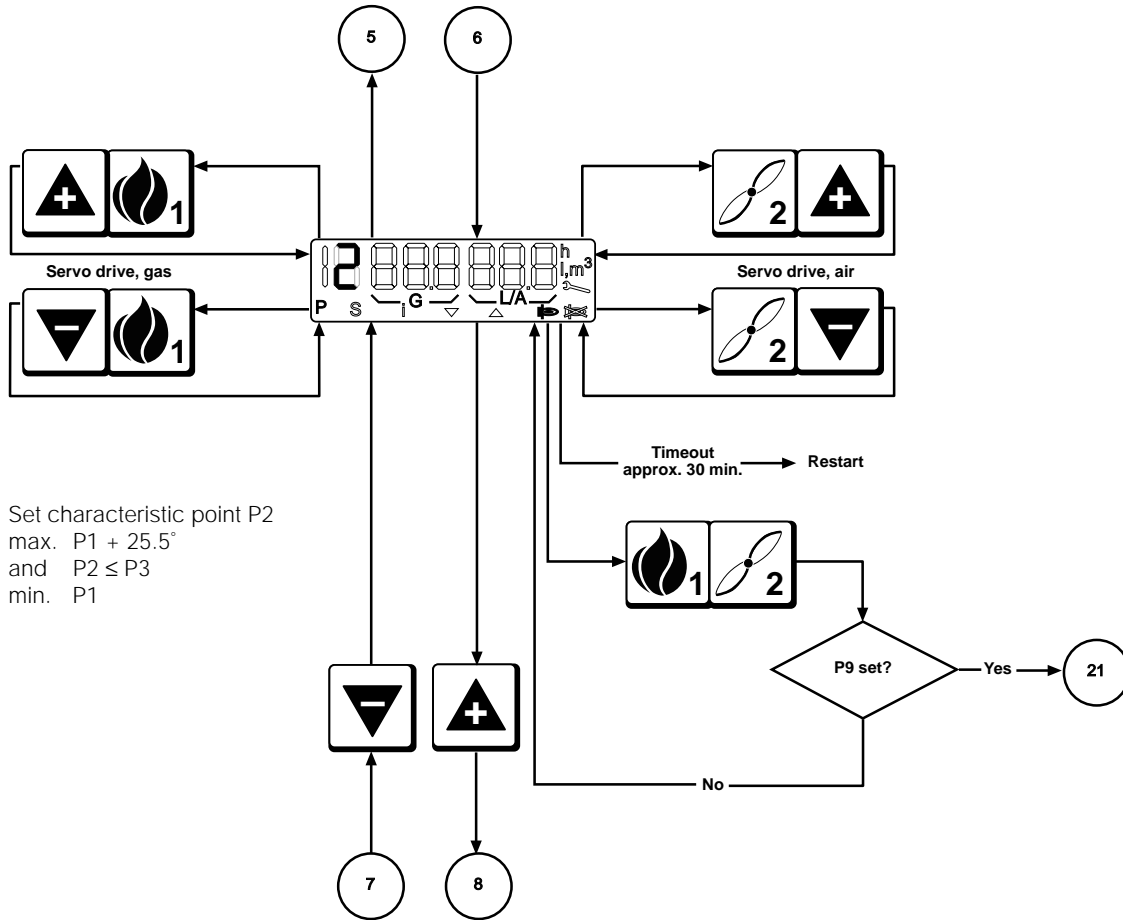 5
6
+
1
2
+
2
h
l,m³
Servo drive, gas
Servo drive, air
P
S
i
G
L/A
−
1
2
−
Timeout
approx. 30 min.
Restart
Set characteristic point P2
max. P1 + 25.5°
and P2 ≤ P3
min. P1
1
2
P9 set?
Yes
21
−
+
No
7
8